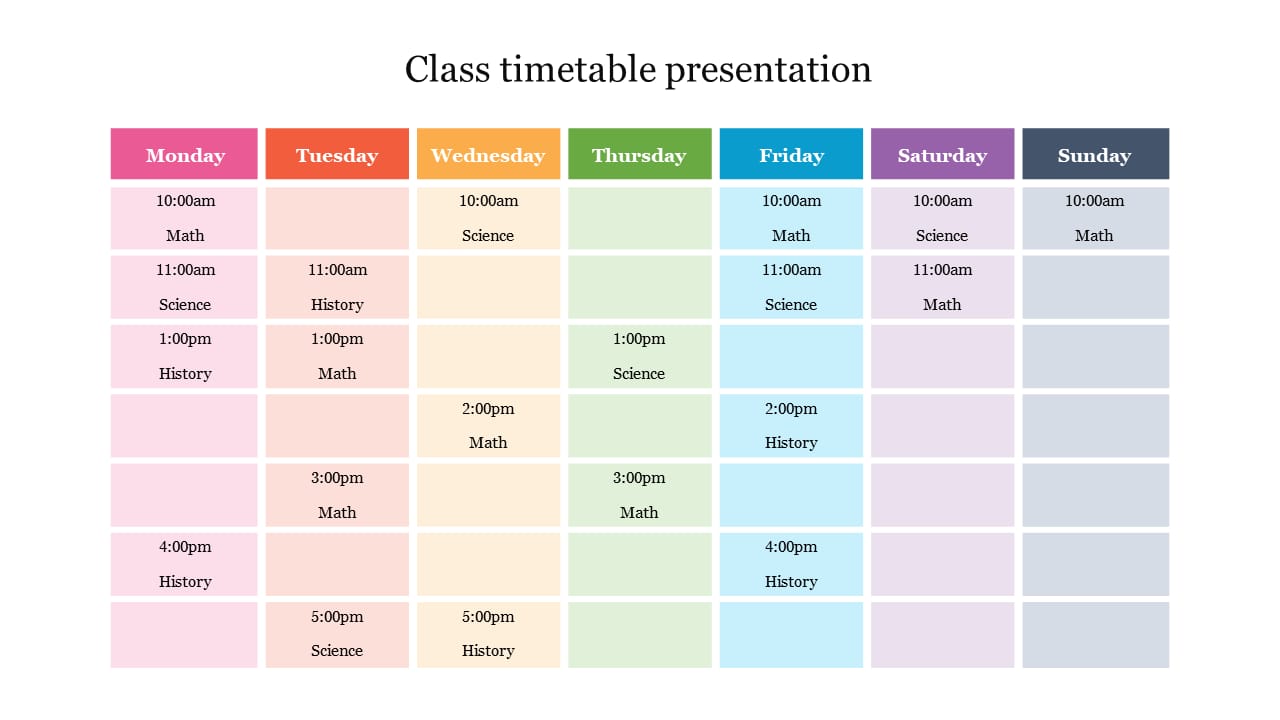 Class timetable presentation
Monday Tuesday Wednesday Thursday Friday Saturday Sunday
10:00am 10:00am 10:00am 10:00am 10:00am
Math Science Math Science Math
11:00am 11:00am 11:00am 11:00am
Science History Science Math
1:00pm 1:00pm 1:00pm
History Math Science
2:00pm 2:00pm
Math History
3:00pm 3:00pm
Math Math
4:00pm 4:00pm
History History
5:00pm 5:00pm
Science History